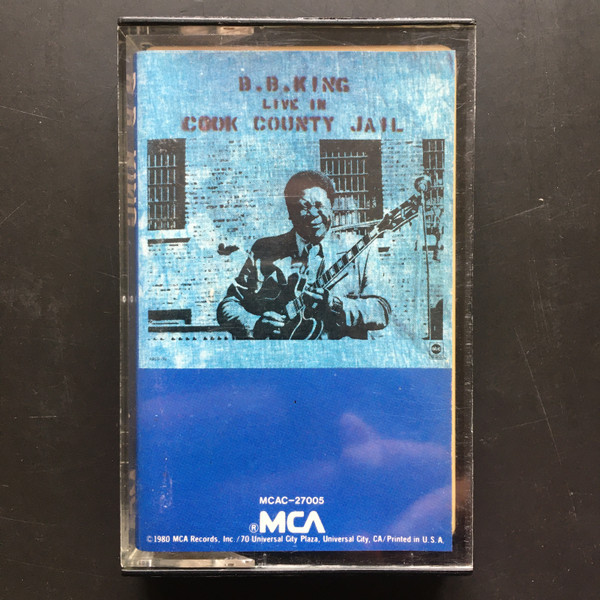 B.B.KING
LIVE IN
COOK COUNTY JAIL
MCAC-27005
®MCA
©1980 MCA Records, Inc./70 Universal City Plaza, Universal City, CA/Printed in U.S.A.